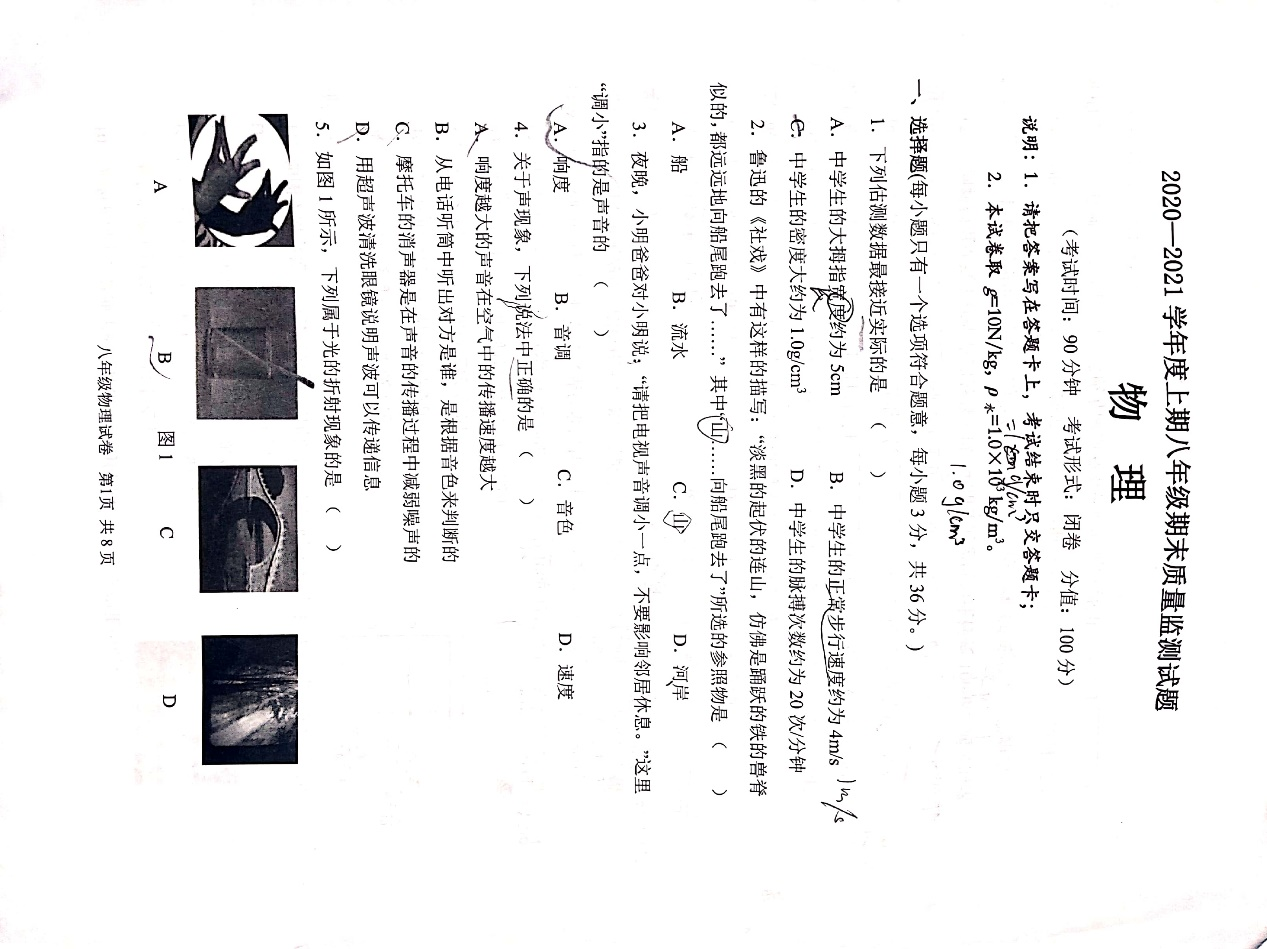 2020—2021学年度上期八年级期末质量监测试题
物 理
（考试时间：90分钟 考试形式：闭卷 分值：100分）
说明：1．请把答案写在答题卡上，考试结束时只交答题卡；
2．本试卷取 g=10N/kg, ρ水=1.0×10³kg/m³。
1.0g/cm³
一、选择题(每小题只有一个选项符合题意，每小题3分，共36分。)
1．下列估测数据最接近实际的是 （ ）
A．中学生的大拇指宽度约为5cm B．中学生的正常步行速度约为4m/s 1m/s
C．中学生的密度大约为1.0g/cm³ D．中学生的脉搏次数约为20次/分钟
2．鲁迅的《社戏》中有这样的描写：“淡黑的起伏的连山，仿佛是踊跃的铁的兽脊
似的，都远远地向船尾跑去了……” 其中“山……向船尾跑去了”所选的参照物是（ ）
A．船 B．流水 C．山 D．河岸
3．夜晚，小明爸爸对小明说：“请把电视声音调小一点，不要影响邻居休息。”这里
“调小”指的是声音的 （ ）
A．响度 B．音调 C．音色 D．速度
4．关于声现象，下列说法中正确的是（ ）
A．响度越大的声音在空气中的传播速度越大
B．从电话听筒中听出对方是谁，是根据音色来判断的
C．摩托车的消声器是在声音的传播过程中减弱噪声的
D．用超声波清洗眼镜说明声波可以传递信息
5．如图1所示，下列属于光的折射现象的是 （ ）
A B C D
图1
八年级物理试卷 第1页 共8页